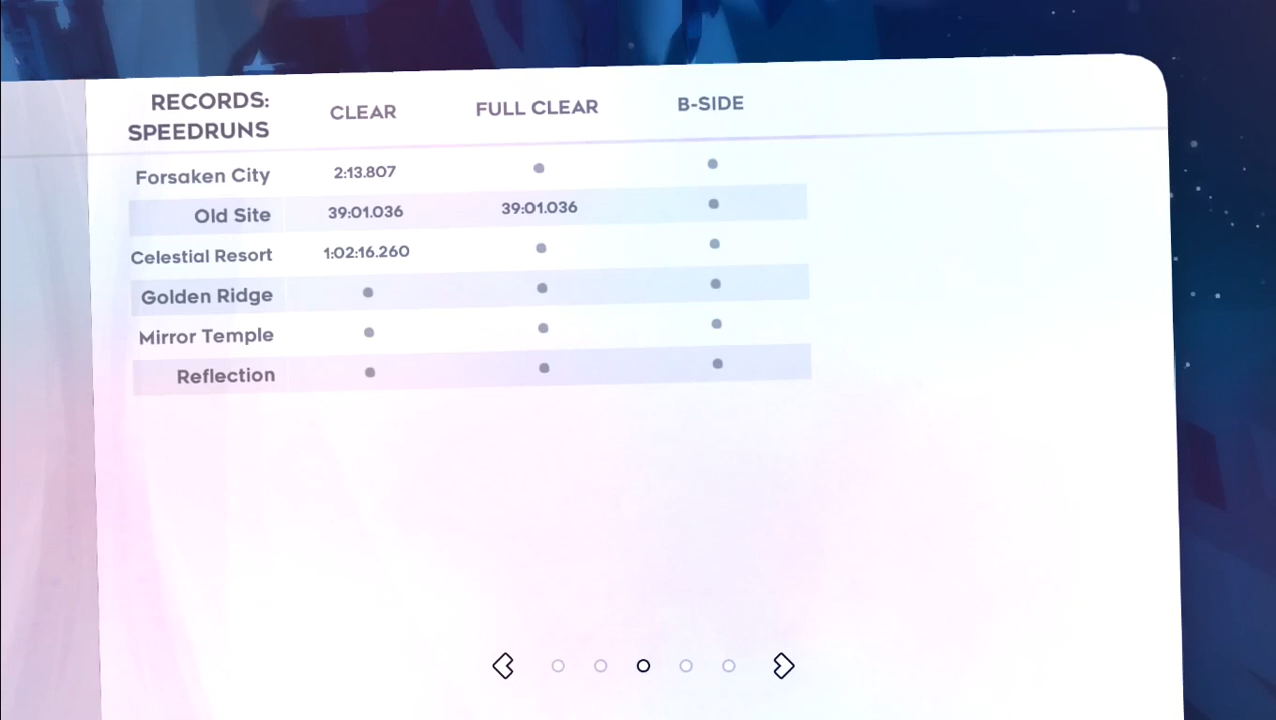 RECORDS:
SPEEDRUNS
CLEAR FULL CLEAR B-SIDE
Forsaken City 2:13.807
Old Site 39:01.036 39:01.036
Celestial Resort 1:02:16.260
Golden Ridge
Mirror Temple
Reflection